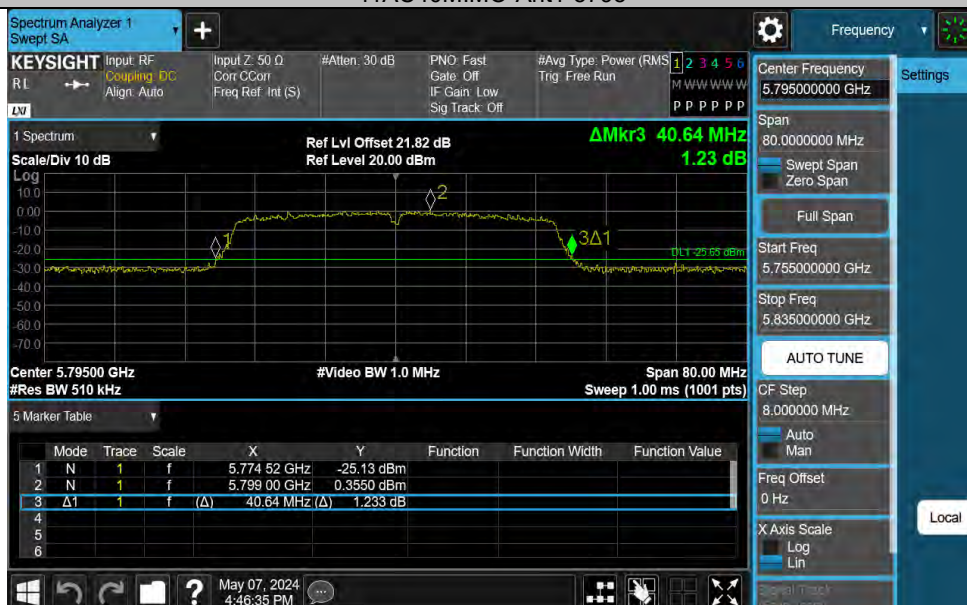 Spectrum Analyzer 1
Swept SA
Frequency
KEYSIGHT
RL
LXI
Input: RF
Coupling: DC
Align: Auto
Input Z: 50 Ω
Corr CCorr
Freq Ref: Int (S)
#Atten: 30 dB
PNO: Fast
Gate: Off
IF Gain: Low
Sig Track: Off
#Avg Type: Power (RMS
Trig: Free Run
1 2 3 4 5 6
M W W W W W
P P P P P P
1 Spectrum
Scale/Div 10 dB
Ref Lvl Offset 21.82 dB
Ref Level 20.00 dBm
ΔMkr3 40.64 MHz
1.23 dB
Log
10.0
0.00
-10.0
-20.0
-30.0
-40.0
-50.0
-60.0
-70.0
1
2
3Δ1
DL1 -25.65 dBm
Center 5.79500 GHz
#Res BW 510 kHz
#Video BW 1.0 MHz
Span 80.00 MHz
Sweep 1.00 ms (1001 pts)
5 Marker Table
Mode Trace Scale X Y Function Function Width Function Value
1 N 1 f 5.774 52 GHz -25.13 dBm
2 N 1 f 5.799 00 GHz 0.3550 dBm
3 Δ1 1 f (Δ) 40.64 MHz (Δ) 1.233 dB
4
5
6
?
May 07, 2024
4:46:35 PM
Center Frequency
5.795000000 GHz
Span
80.0000000 MHz
Swept Span
Zero Span
Full Span
Start Freq
5.755000000 GHz
Stop Freq
5.835000000 GHz
AUTO TUNE
CF Step
8.000000 MHz
Auto
Man
Freq Offset
0 Hz
X Axis Scale
Log
Lin
Signal Track
Settings
Local